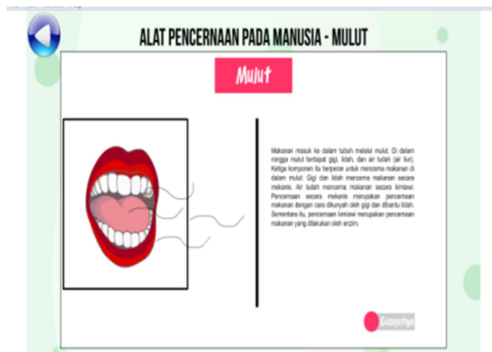 ALAT PENCERNAAN PADA MANUSIA - MULUT
Mulut
Makanan masuk ke dalam tubuh melalui mulut. Di dalam
rongga mulut terdapat gigi, lidah, dan air ludah (air liur).
Ketiga komponen itu berperan untuk mencerna makanan di
dalam mulut. Gigi dan lidah mencerna makanan secara
mekanis. Air ludah mencerna makanan secara kimiawi.
Pencernaan secara mekanis merupakan pencernaan
makanan dengan cara dikunyah oleh gigi dan dibantu lidah.
Sementara itu, pencernaan kimiawi merupakan pencernaan
makanan yang dilakukan oleh enzim.
Selanjutnya